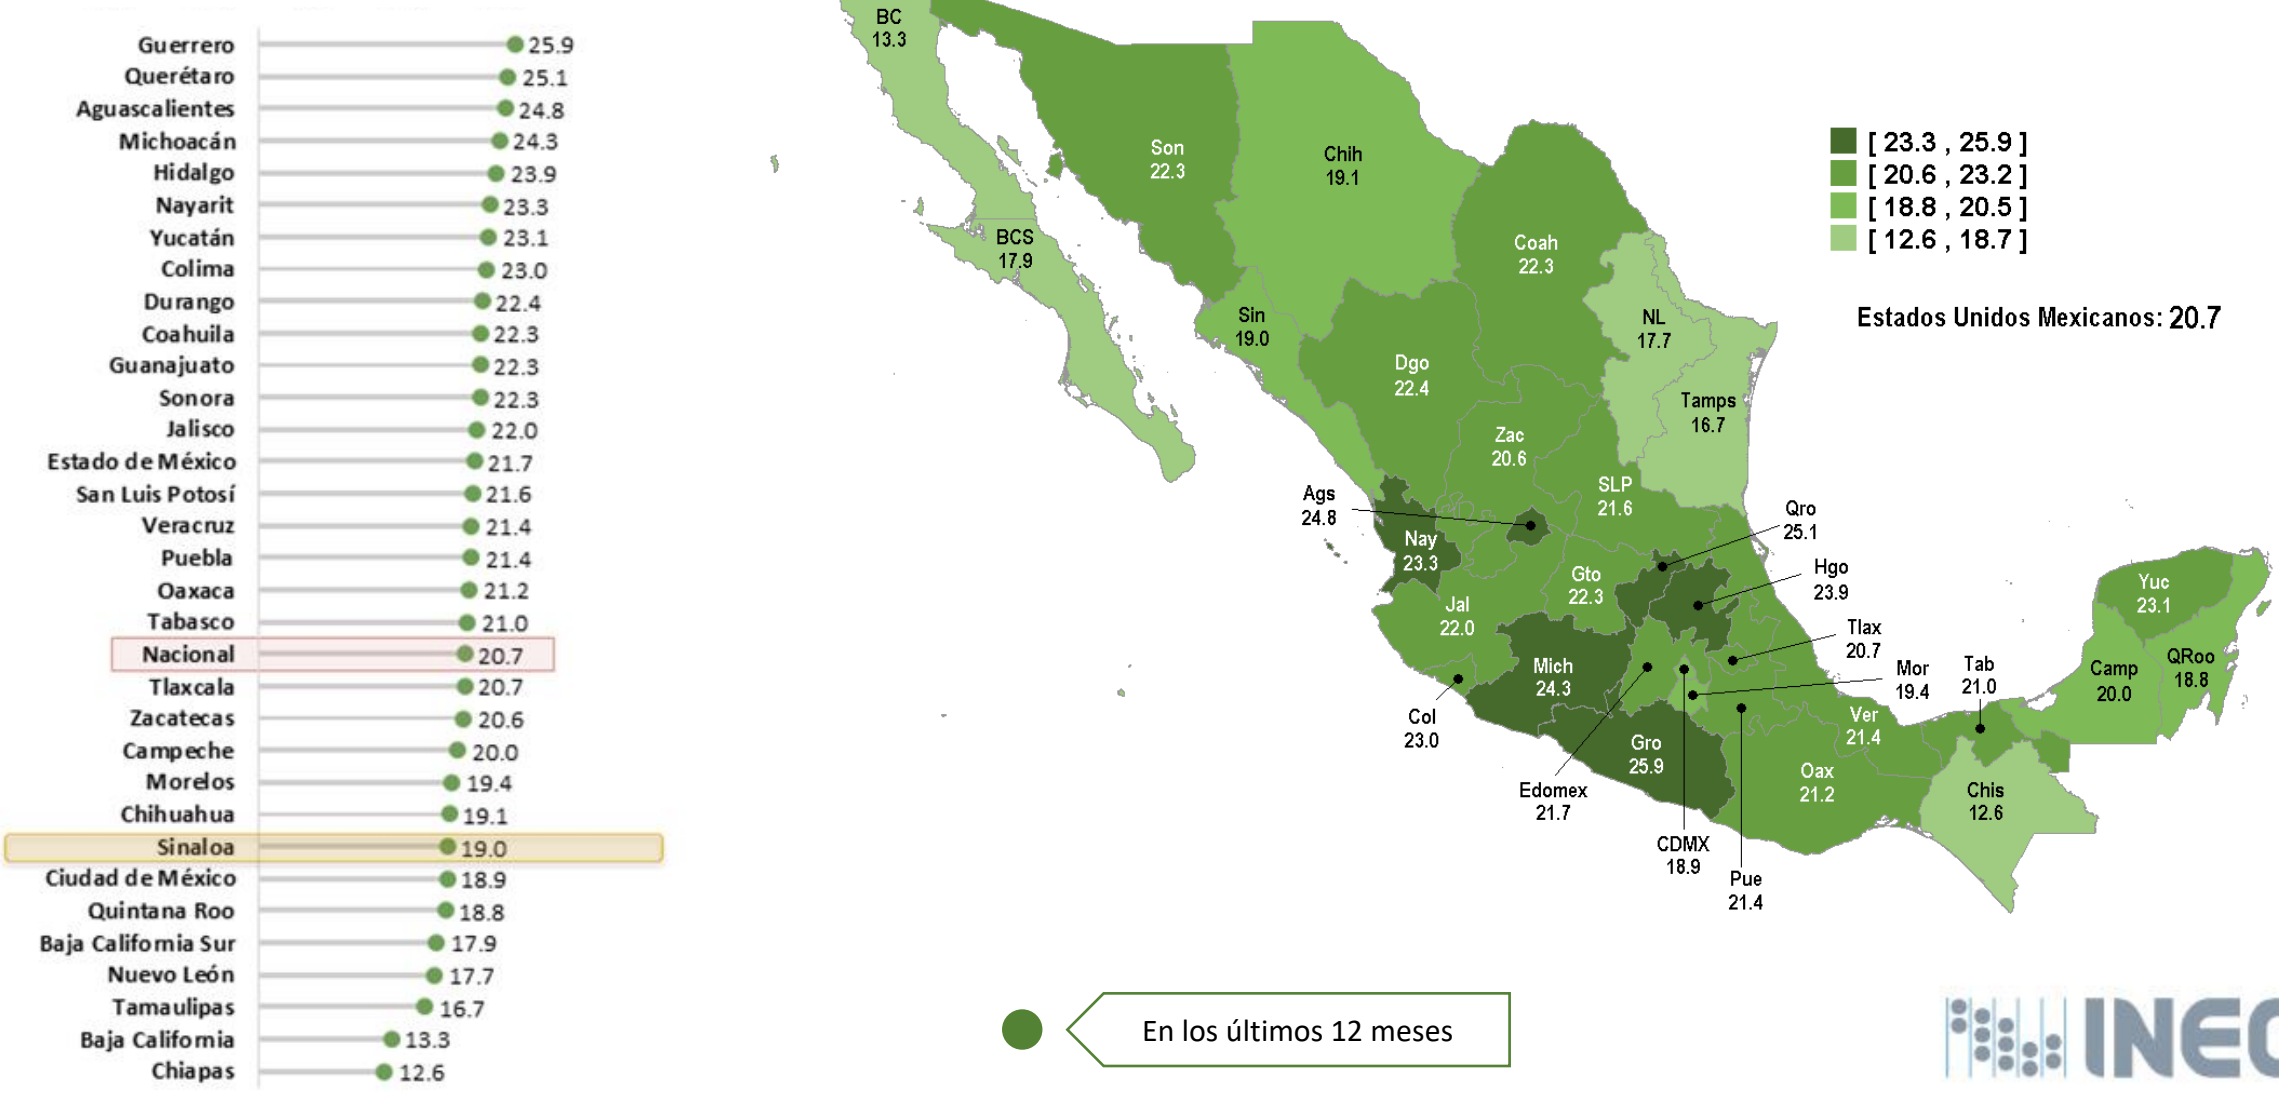 Guerrero 25.9
Querétaro 25.1
Aguascalientes 24.8
Michoacán 24.3
Hidalgo 23.9
Nayarit 23.3
Yucatán 23.1
Colima 23.0
Durango 22.4
Coahuila 22.3
Guanajuato 22.3
Sonora 22.3
Jalisco 22.0
Estado de México 21.7
San Luis Potosí 21.6
Veracruz 21.4
Puebla 21.4
Oaxaca 21.2
Tabasco 21.0
Nacional 20.7
Tlaxcala 20.7
Zacatecas 20.6
Campeche 20.0
Morelos 19.4
Chihuahua 19.1
Sinaloa 19.0
Ciudad de México 18.9
Quintana Roo 18.8
Baja California Sur 17.9
Nuevo León 17.7
Tamaulipas 16.7
Baja California 13.3
Chiapas 12.6
BC
13.3
Son
22.3
Chih
19.1
BCS
17.9
Coah
22.3
Sin
19.0
NL
17.7
Dgo
22.4
Tamps
16.7
Zac
20.6
SLP
21.6
Ags
24.8
Nay
23.3
Qro
25.1
Gto
22.3
Hgo
23.9
Jal
22.0
Tlax
20.7
Mich
24.3
Mor
19.4
Tab
21.0
Yuc
23.1
Camp
20.0
QRoo
18.8
Col
23.0
Gro
25.9
Ver
21.4
Edomex
21.7
Oax
21.2
Chis
12.6
CDMX
18.9
Pue
21.4
[ 23.3 , 25.9 ]
[ 20.6 , 23.2 ]
[ 18.8 , 20.5 ]
[ 12.6 , 18.7 ]
Estados Unidos Mexicanos: 20.7
En los últimos 12 meses
INEG